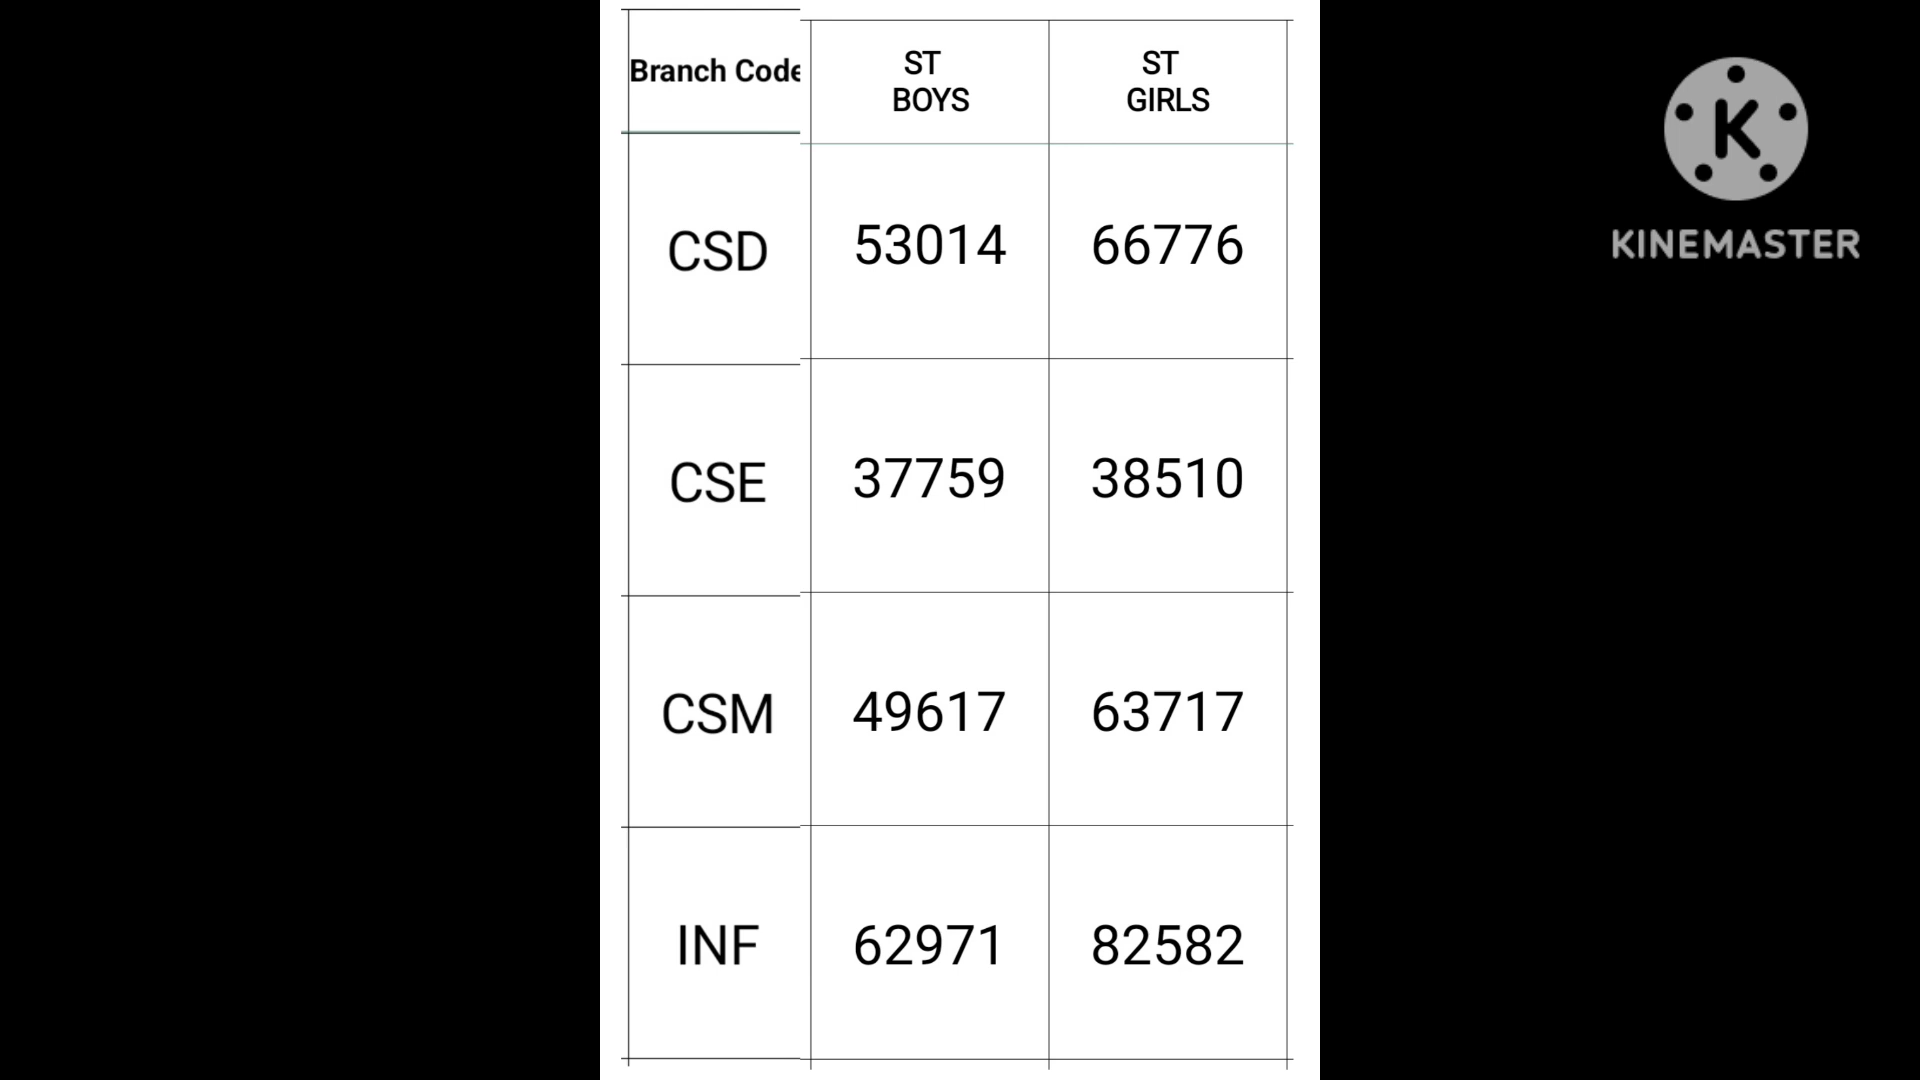 Branch Code
ST
BOYS
ST
GIRLS
CSD 53014 66776
CSE 37759 38510
CSM 49617 63717
INF 62971 82582
K
KINEMASTER